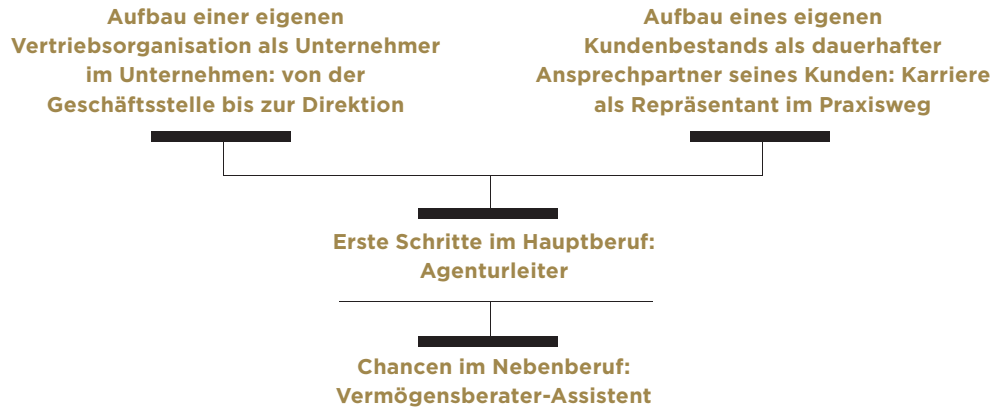 Aufbau einer eigenen
Vertriebsorganisation als Unternehmer
im Unternehmen: von der
Geschäftsstelle bis zur Direktion
Aufbau eines eigenen
Kundenbestands als dauerhafter
Ansprechpartner seines Kunden: Karriere
als Repräsentant im Praxisweg
Erste Schritte im Hauptberuf:
Agenturleiter
Chancen im Nebenberuf:
Vermögensberater-Assistent